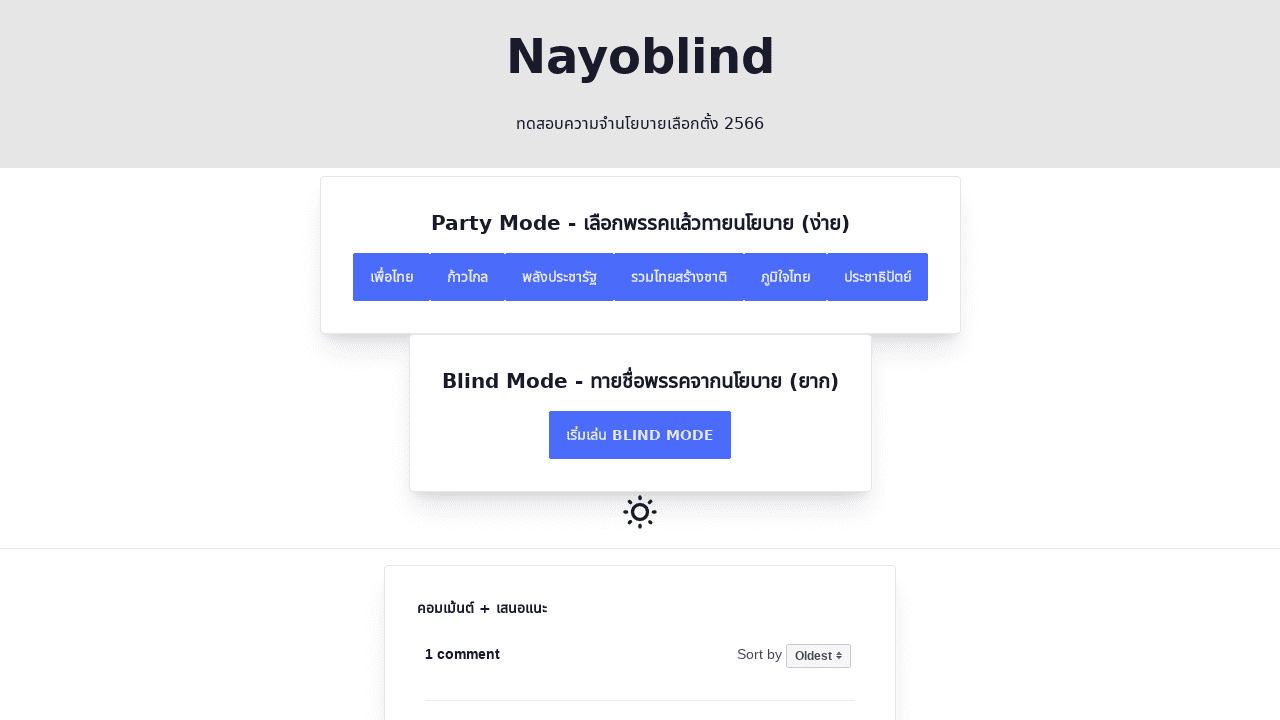 Nayoblind
ทดสอบความจำนโยบายเลือกตั้ง 2566
Party Mode - เลือกพรรคแล้วทายนโยบาย (ง่าย)
เพื่อไทย ก้าวไกล พลังประชารัฐ รวมไทยสร้างชาติ ภูมิใจไทย ประชาธิปัตย์
Blind Mode - ทายชื่อพรรคจากนโยบาย (ยาก)
เริ่มเล่น BLIND MODE
คอมเม้นต์ + เสนอแนะ
1 comment Sort by Oldest